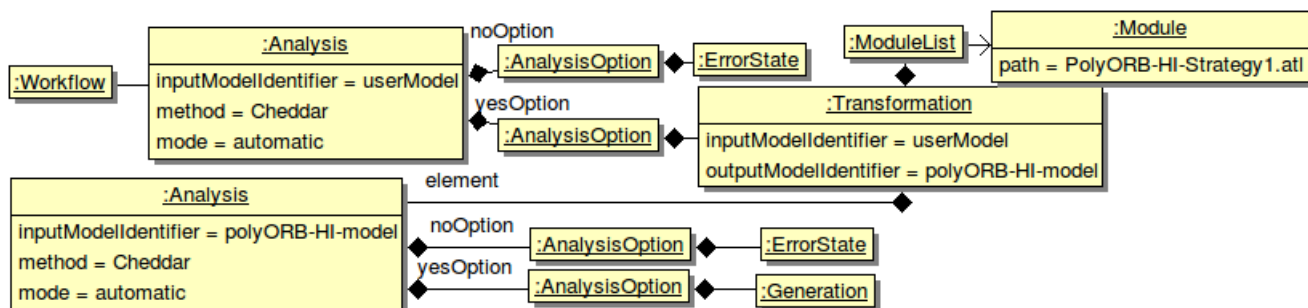 :Workflow
:Analysis
inputModelIdentifier = userModel
method = Cheddar
mode = automatic
noOption
:AnalysisOption
:ErrorState
yesOption
:AnalysisOption
:ModuleList
:Module
path = PolyORB-HI-Strategy1.atl
:Transformation
inputModelIdentifier = userModel
outputModelIdentifier = polyORB-HI-model
element
:Analysis
inputModelIdentifier = polyORB-HI-model
method = Cheddar
mode = automatic
noOption
:AnalysisOption
:ErrorState
yesOption
:AnalysisOption
:Generation